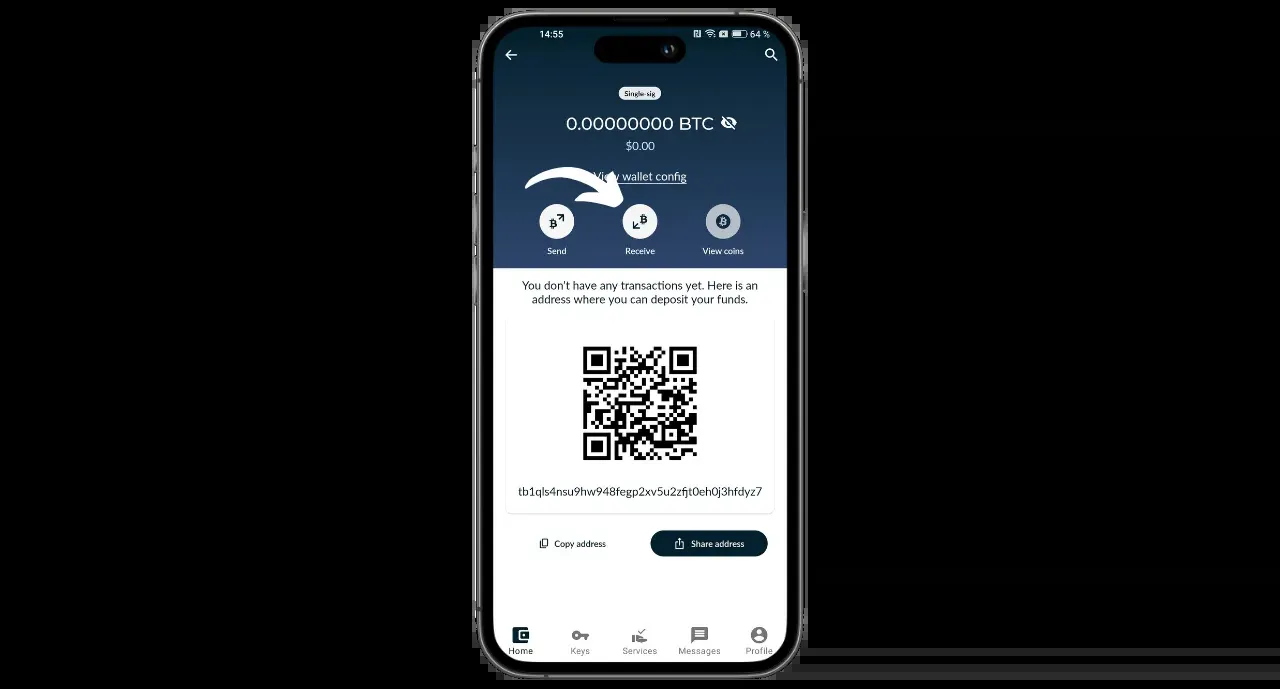 14:55
64 %
Single-sig
0.00000000 BTC
$0.00
View wallet config
Send
Receive
View coins
You don't have any transactions yet. Here is an
address where you can deposit your funds.
tb1qls4nsu9hw948fegp2xv5u2zfjt0eh0j3hfdyz7
Copy address
Share address
Home
Keys
Services
Messages
Profile